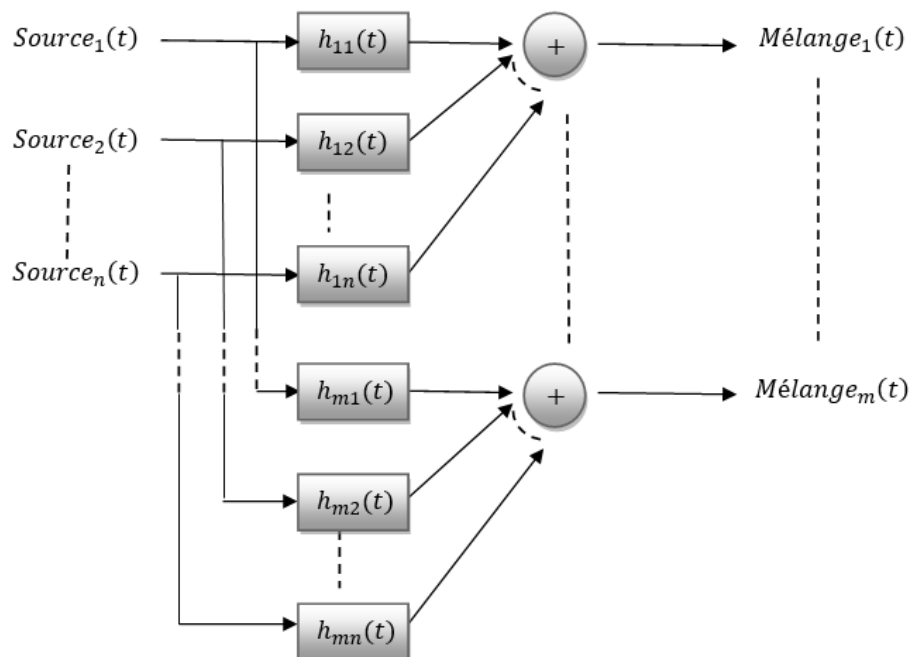 Source₁(t)
h₁₁(t)
+
Mélange₁(t)
Source₂(t)
h₁₂(t)
Sourceₙ(t)
h₁ₙ(t)
hₘ₁(t)
+
Mélangeₘ(t)
hₘ₂(t)
hₘₙ(t)